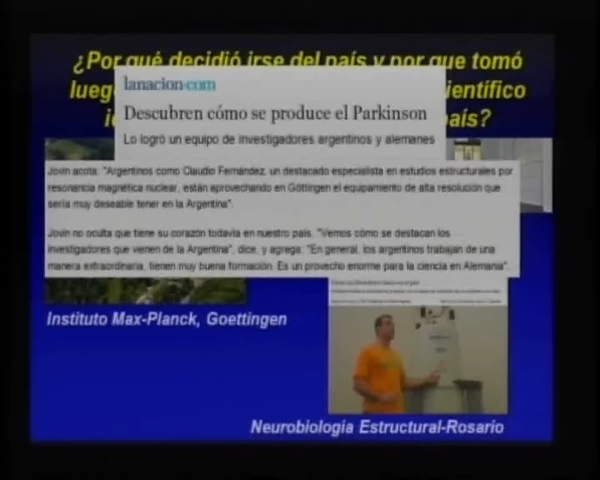 ¿Por qué decidió irse del país y por que tomó
lueg ientífico
aís?
lanacion.com
Descubren cómo se produce el Parkinson
Lo logró un equipo de investigadores argentinos y alemanes
Jovin acota: "Argentinos como Claudio Fernández, un destacado especialista en estudios estructurales por
resonancia magnética nuclear, están aprovechando en Göttingen el equipamiento de alta resolución que
sería muy deseable tener en la Argentina".
Jovin no oculta que tiene su corazón todavía en nuestro país. "Vemos cómo se destacan los
investigadores que vienen de la Argentina", dice, y agrega: "En general, los argentinos trabajan de una
manera extraordinaria, tienen muy buena formación. Es un provecho enorme para la ciencia en Alemania".
Instituto Max-Planck, Goettingen
Neurobiología Estructural-Rosario